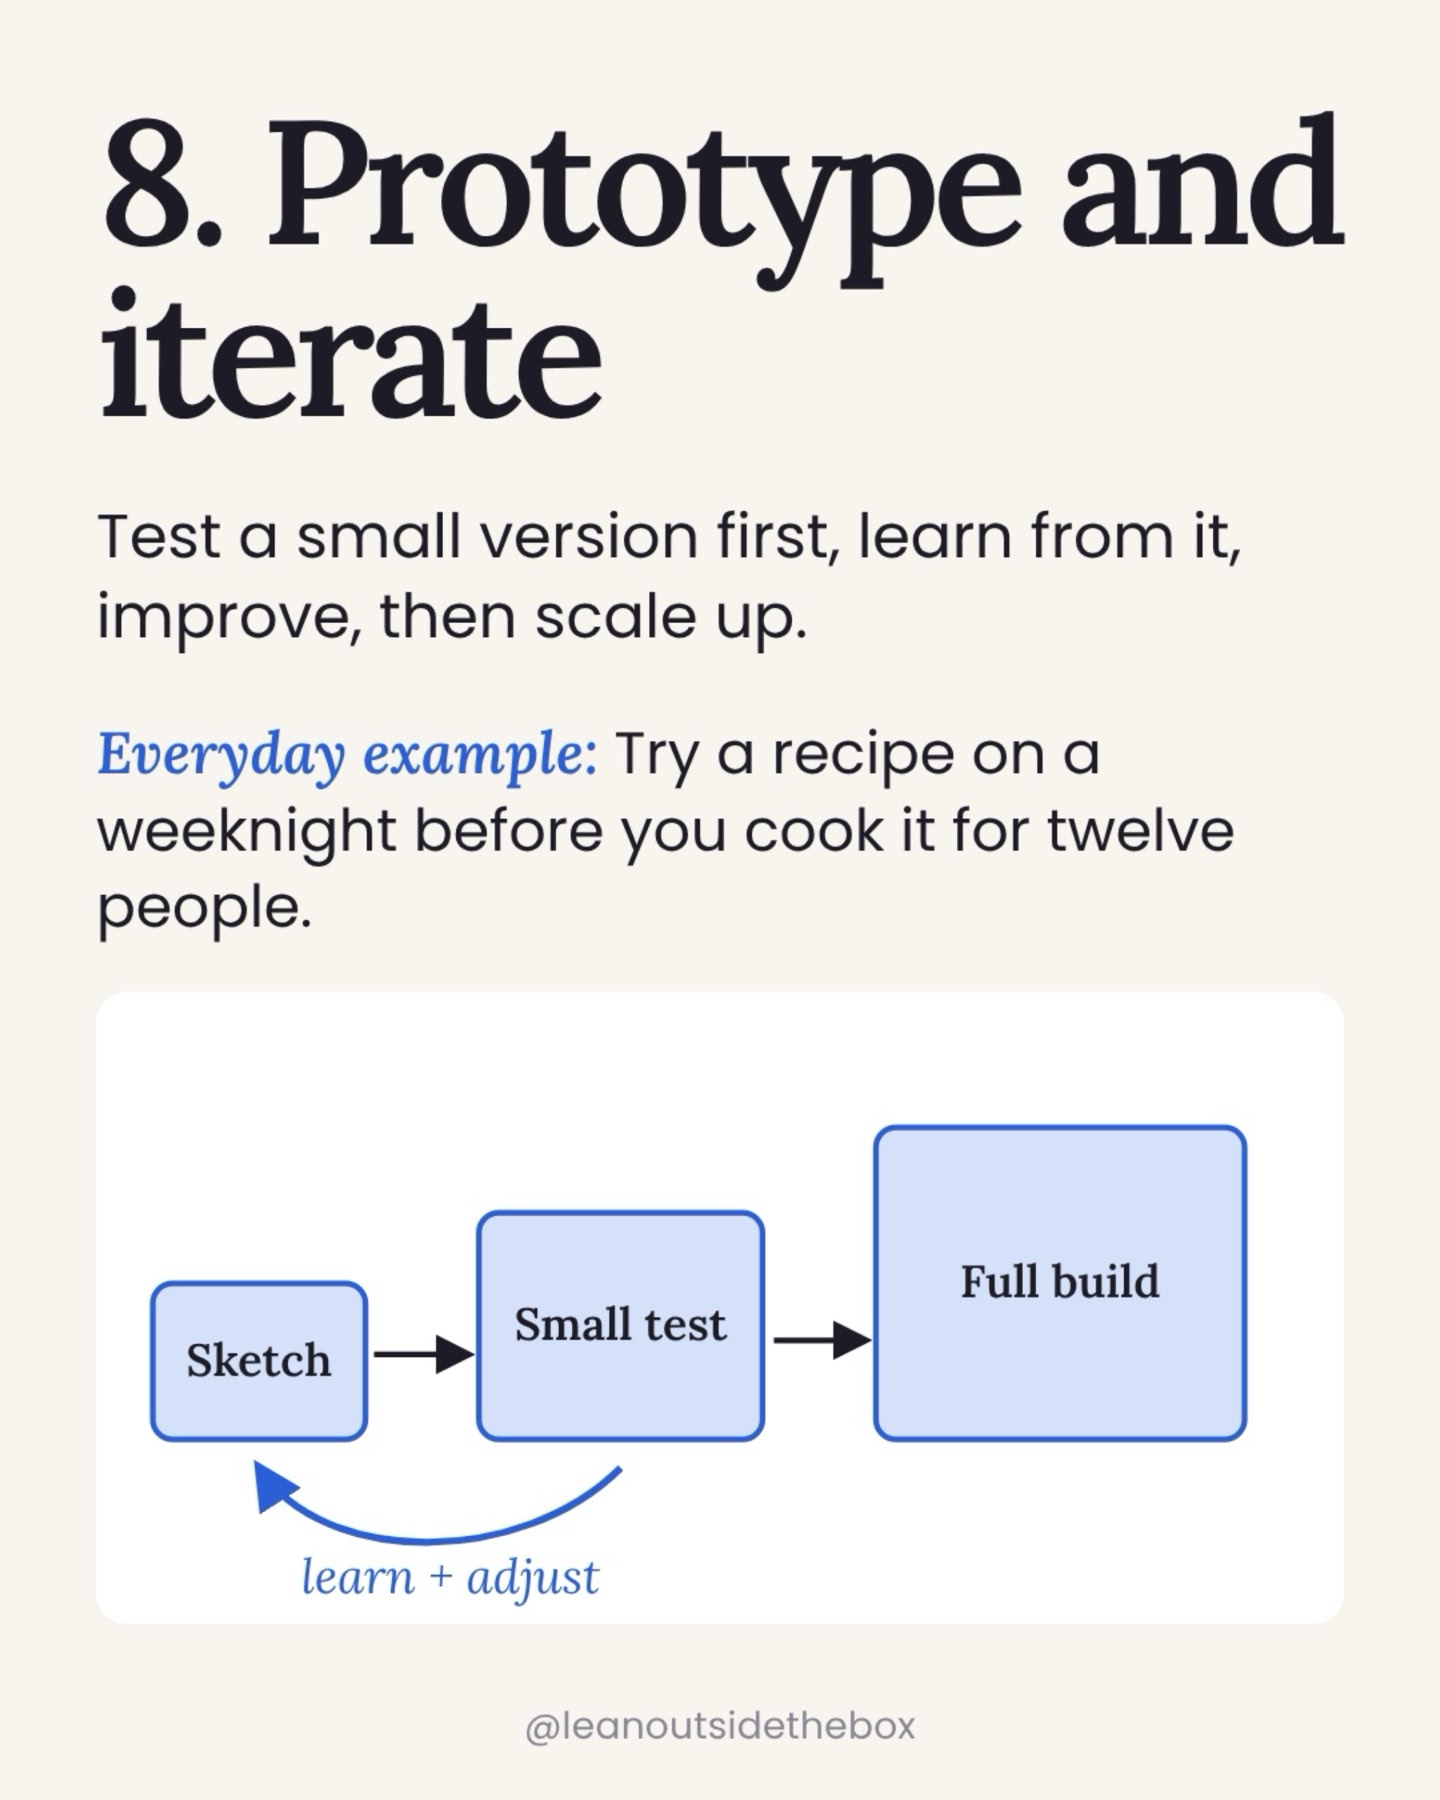 8. Prototype and
iterate
Test a small version first, learn from it,
improve, then scale up.
Everyday example: Try a recipe on a
weeknight before you cook it for twelve
people.
Sketch
Small test
Full build
learn + adjust
@leanoutsidethebox